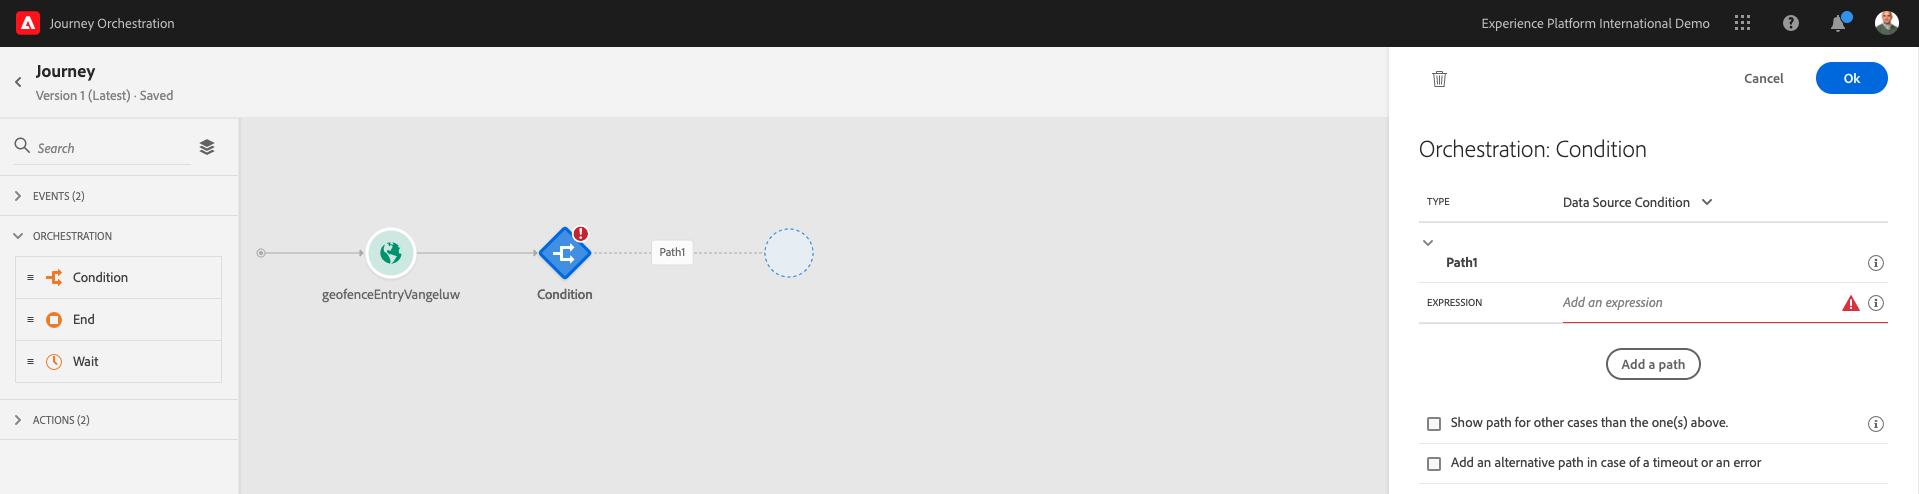 Journey Orchestration
Experience Platform International Demo
Journey
Version 1 (Latest) · Saved
Cancel
Ok
Search
EVENTS (2)
ORCHESTRATION
Condition
End
Wait
ACTIONS (2)
geofenceEntryVangeluw
Condition
Path1
Orchestration: Condition
TYPE
Data Source Condition
Path1
EXPRESSION
Add an expression
Add a path
Show path for other cases than the one(s) above.
Add an alternative path in case of a timeout or an error